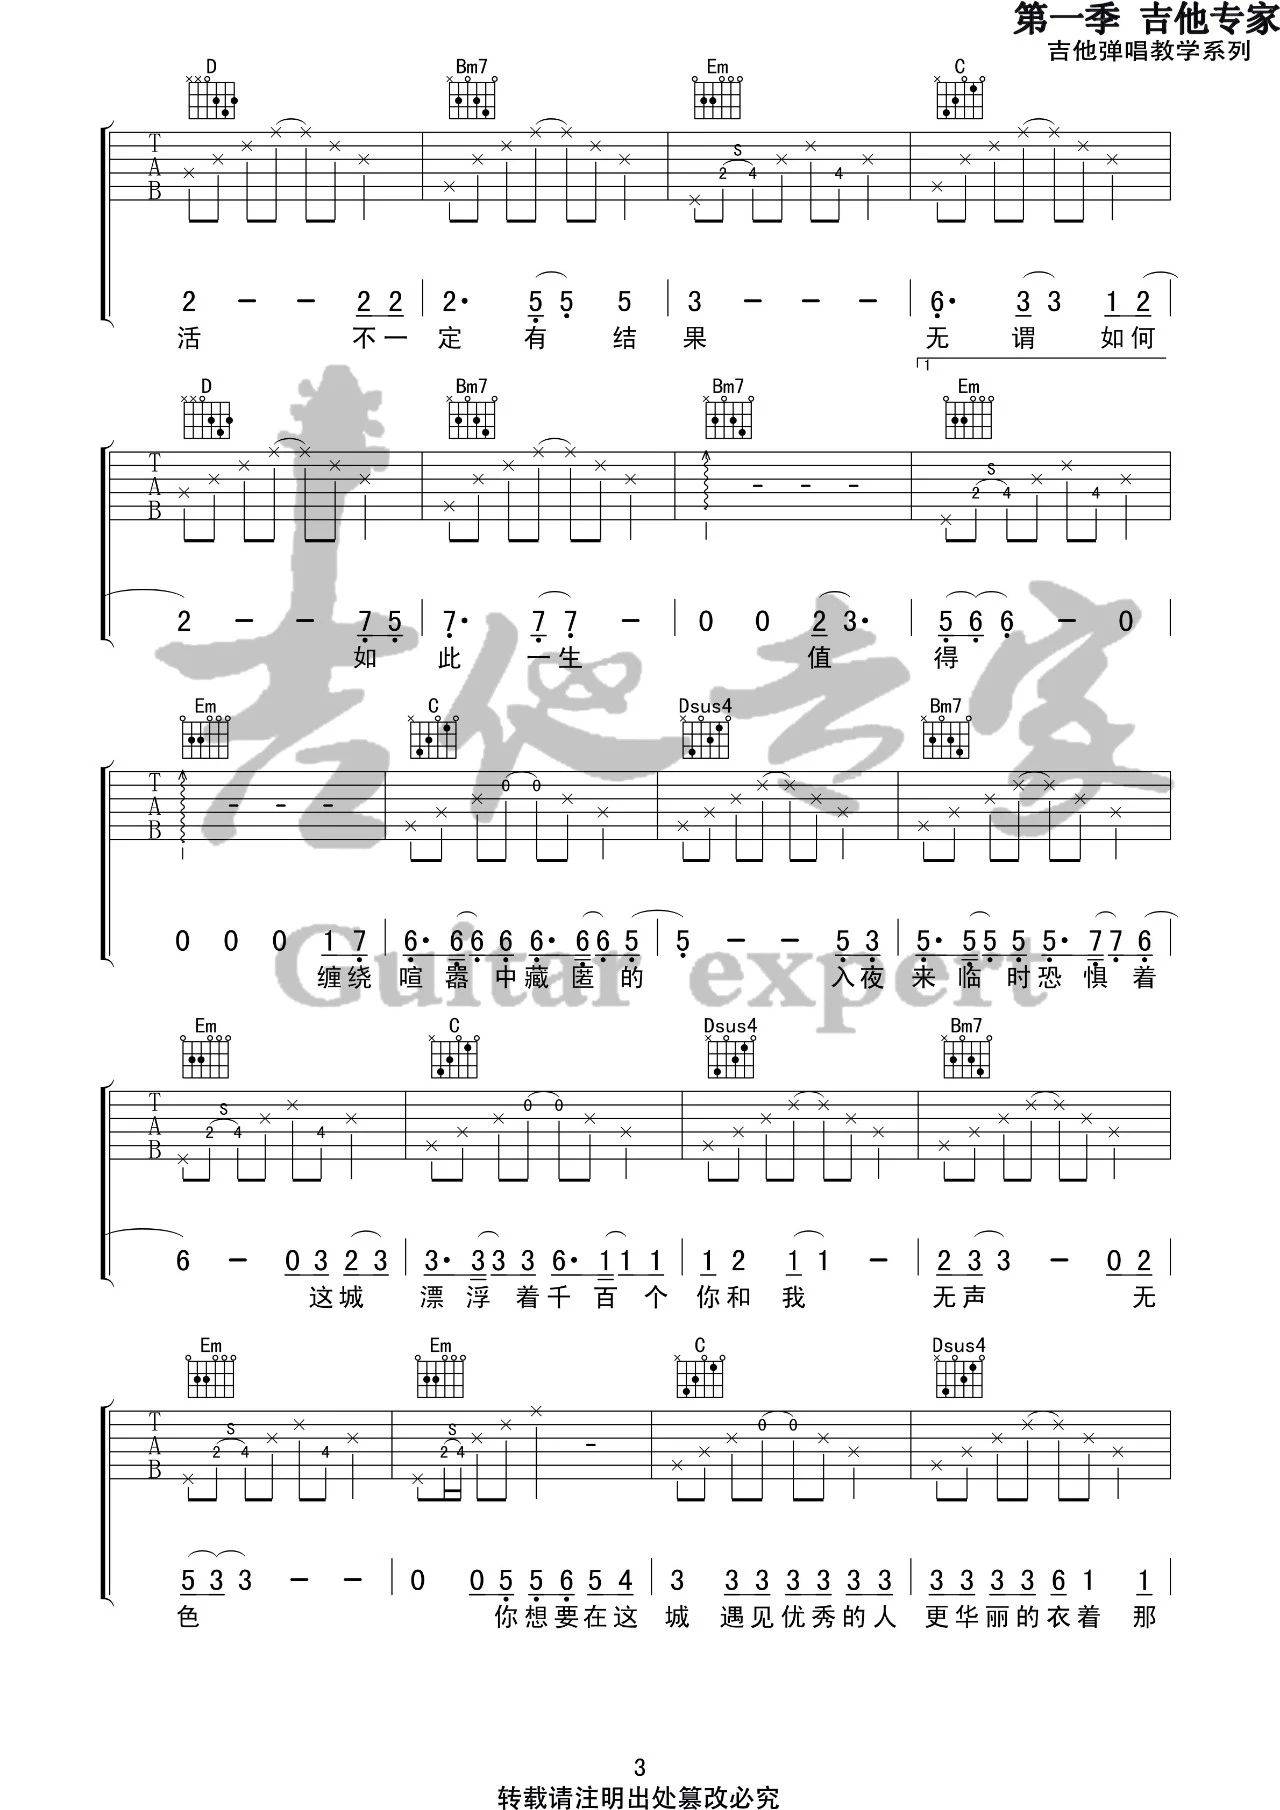 第一季 吉他专家
吉他弹唱教学系列
D Bm7 Em C
T A B
S
2 4 4
2 - - 2 2 2· 5 5 5 3 - - - 6· 3 3 1 2
活 不一定有结果 无谓如何
1
D Bm7 Bm7 Em
T A B
- - -
S
2 4 4
2 - - 7 5 7· 7 7 - 0 0 2 3· 5 6 6 - 0
如此一生 值得
Em C Dsus4 Bm7
T A B
- - - 0 0
0 0 0 1 7 6· 6 6 6 6· 6 6 5 5 - - 5 3 5· 5 5 5 5· 7 7 6
缠绕喧嚣中藏匿的 入夜来临时恐惧着
吉他专家
Guitar expert
Em C Dsus4 Bm7
T A B
S
2 4 4 0 0
6 - 0 3 2 3 3· 3 3 3 6· 1 1 1 1 2 1 1 - 2 3 3 - 0 2
这城漂浮着千百个你和我 无声 无
Em Em C Dsus4
T A B
S S
2 4 4 2 4 - 0 0
5 3 3 - - 0 0 5 5 6 5 4 3 3 3 3 3 3 3 3 3 3 3 6 1 1
色 你想要在这城遇见优秀的人更华丽的衣着那
3
转载请注明出处篡改必究